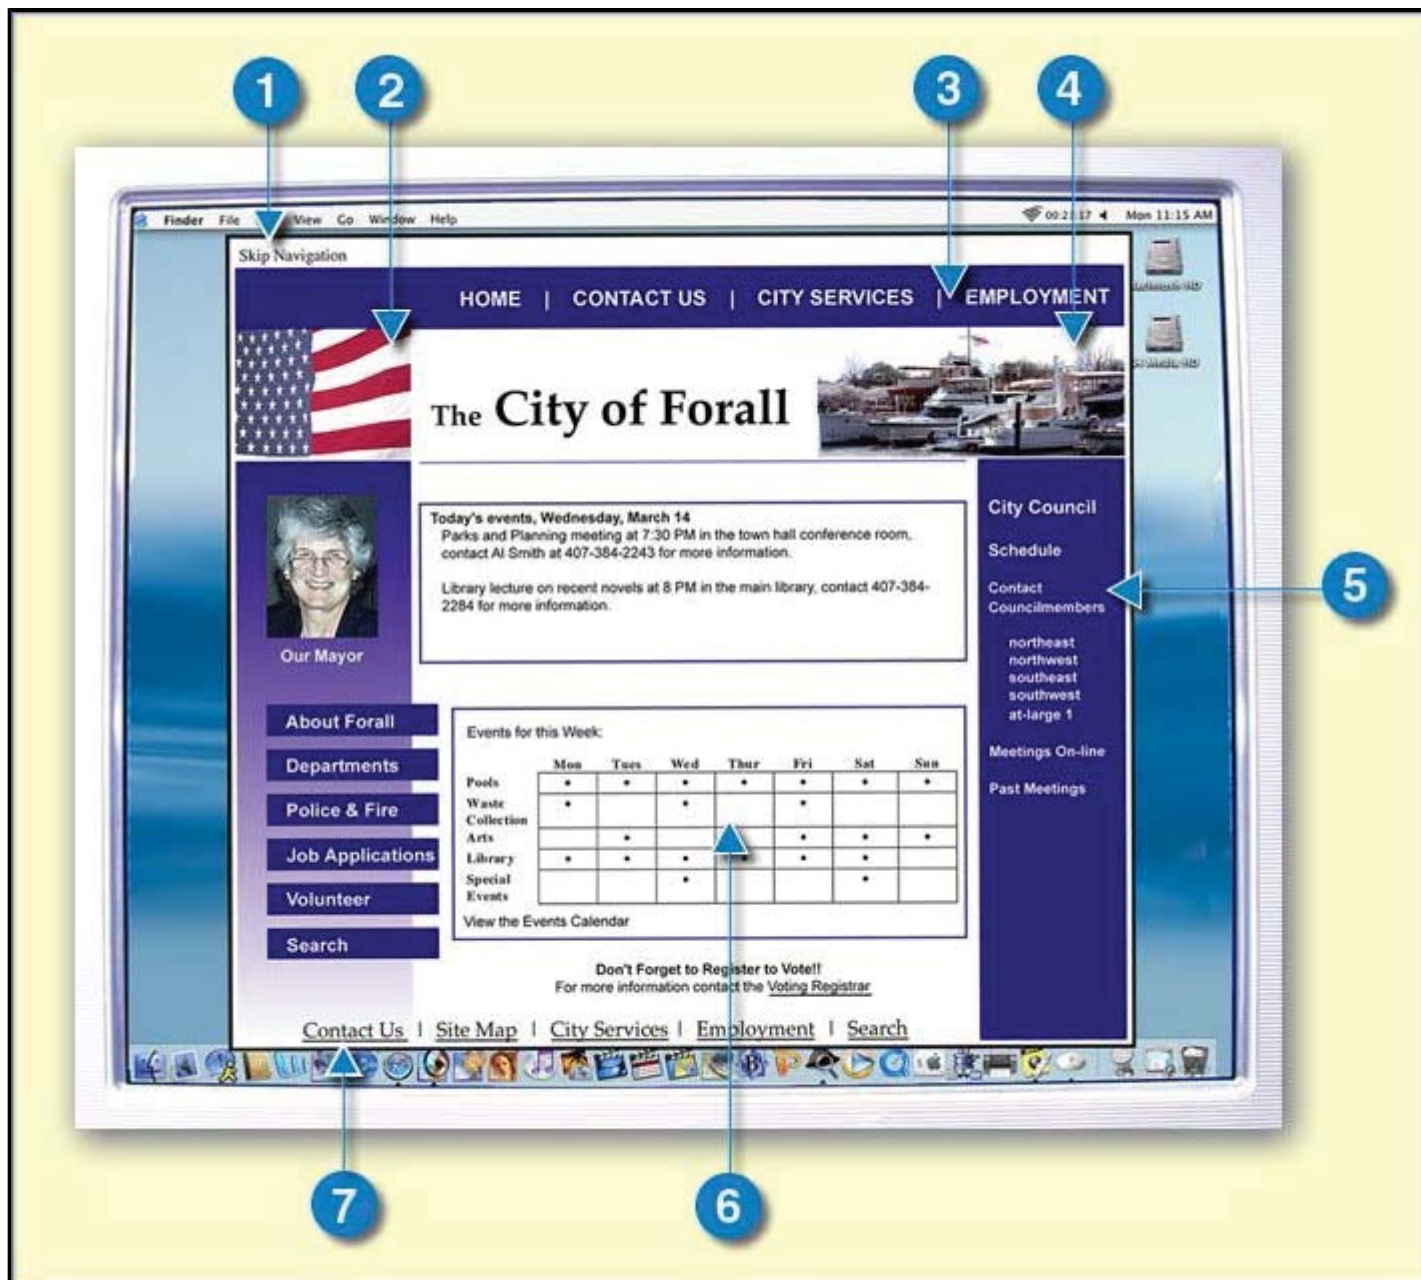 1
2
3
4
Finder File View Go Window Help
Mon 11:15 AM
Skip Navigation
HOME | CONTACT US | CITY SERVICES | EMPLOYMENT
The City of Forall
Our Mayor
About Forall
Departments
Police & Fire
Job Applications
Volunteer
Search
Today's events, Wednesday, March 14
Parks and Planning meeting at 7:30 PM in the town hall conference room,
contact Al Smith at 407-384-2243 for more information.
Library lecture on recent novels at 8 PM in the main library, contact 407-384-
2284 for more information.
Events for this Week:
Mon Tues Wed Thur Fri Sat Sun
Pools
Waste
Collection
Arts
Library
Special
Events
View the Events Calendar
City Council
Schedule
Contact
Councilmembers
northeast
northwest
southeast
southwest
at-large 1
Meetings On-line
Past Meetings
5
Don't Forget to Register to Vote!!
For more information contact the Voting Registrar
Contact Us | Site Map | City Services | Employment | Search
7
6